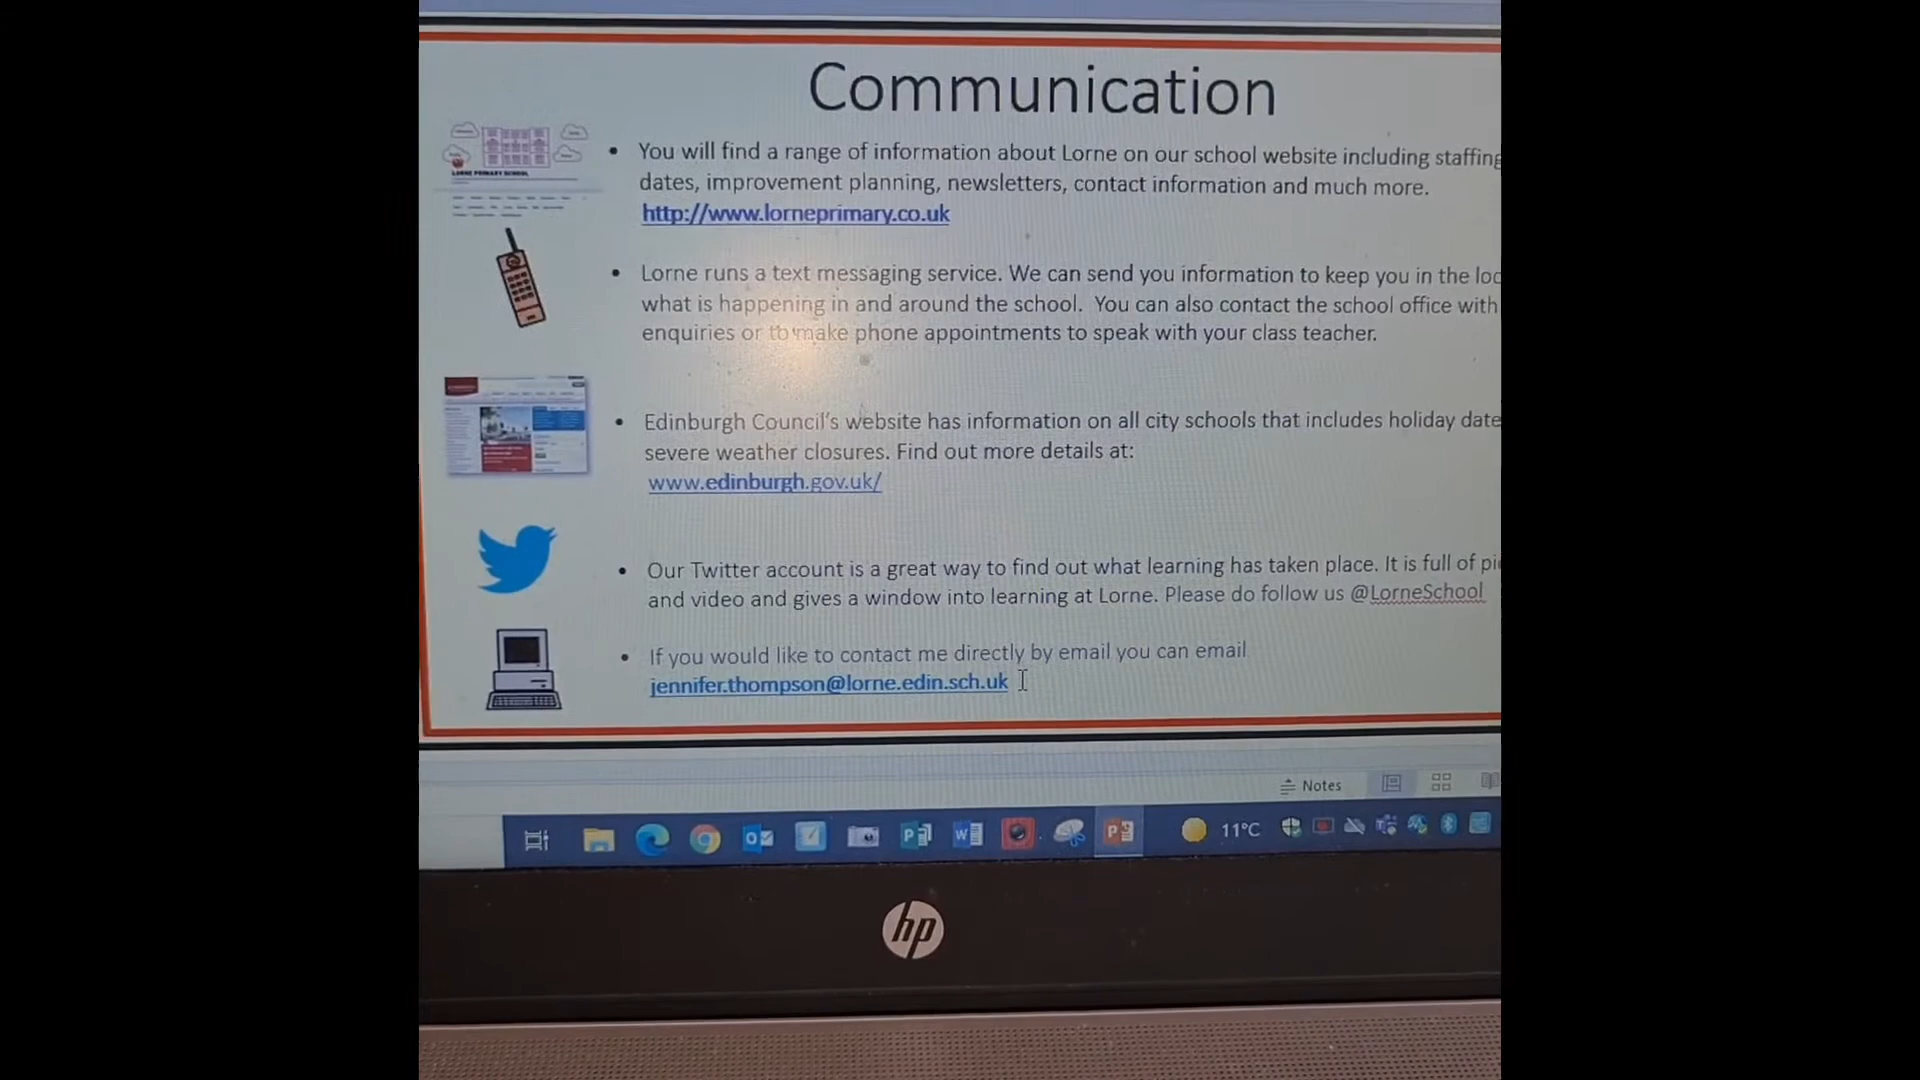 Communication
LORNE PRIMARY SCHOOL
You will find a range of information about Lorne on our school website including staffing
dates, improvement planning, newsletters, contact information and much more.
http://www.lorneprimary.co.uk
Lorne runs a text messaging service. We can send you information to keep you in the
what is happening in and around the school. You can also contact the school office with
enquiries or to make phone appointments to speak with your class teacher.
Edinburgh Council's website has information on all city schools that includes holiday date
severe weather closures. Find out more details at:
www.edinburgh.gov.uk/
Our Twitter account is a great way to find out what learning has taken place. It is full of
and video and gives a window into learning at Lorne. Please do follow us @LorneSchool
If you would like to contact me directly by email you can email
jennifer.thompson@lorne.edin.sch.uk
Notes
11°C
hp